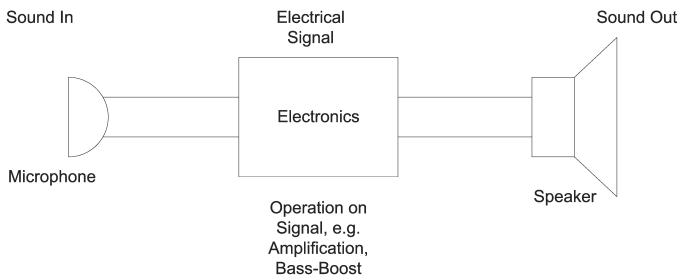 Sound In
Electrical
Signal
Sound Out
Electronics
Microphone
Speaker
Operation on
Signal, e.g.
Amplification,
Bass-Boost